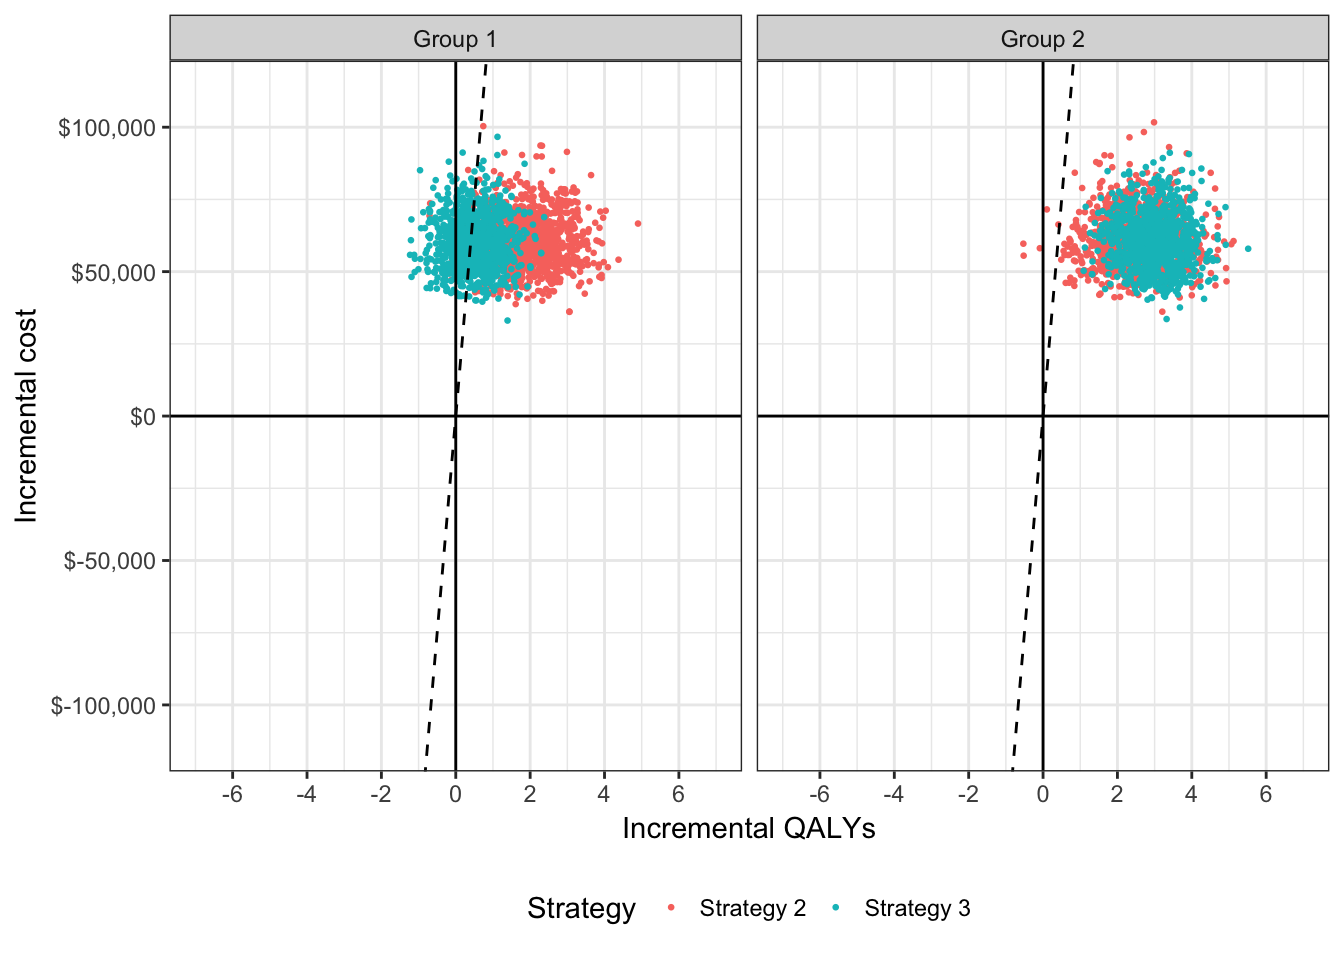 Group 1
Group 2
Incremental cost
$100,000
$50,000
$0
$-50,000
$-100,000
-6 -4 -2 0 2 4 6
-6 -4 -2 0 2 4 6
Incremental QALYs
Strategy Strategy 2 Strategy 3